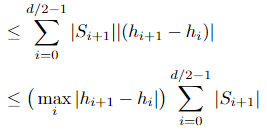 ≤ ∑_{i=0}^{d/2−1} |S_{i+1}||(h_{i+1} − h_i)|
≤ (max_i |h_{i+1} − h_i|) ∑_{i=0}^{d/2−1} |S_{i+1}|